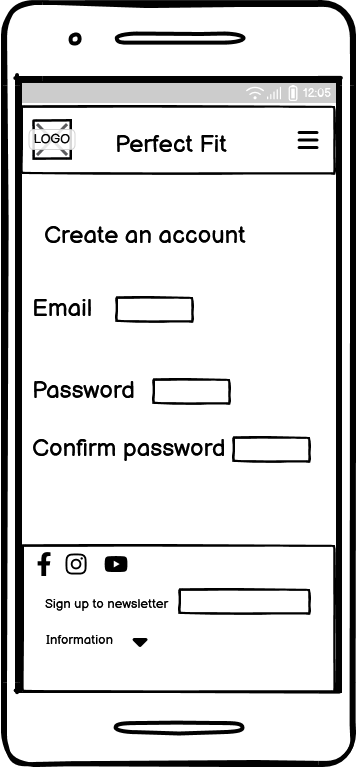 12:05
LOGO
Perfect Fit
Create an account
Email
Password
Confirm password
Sign up to newsletter
Information